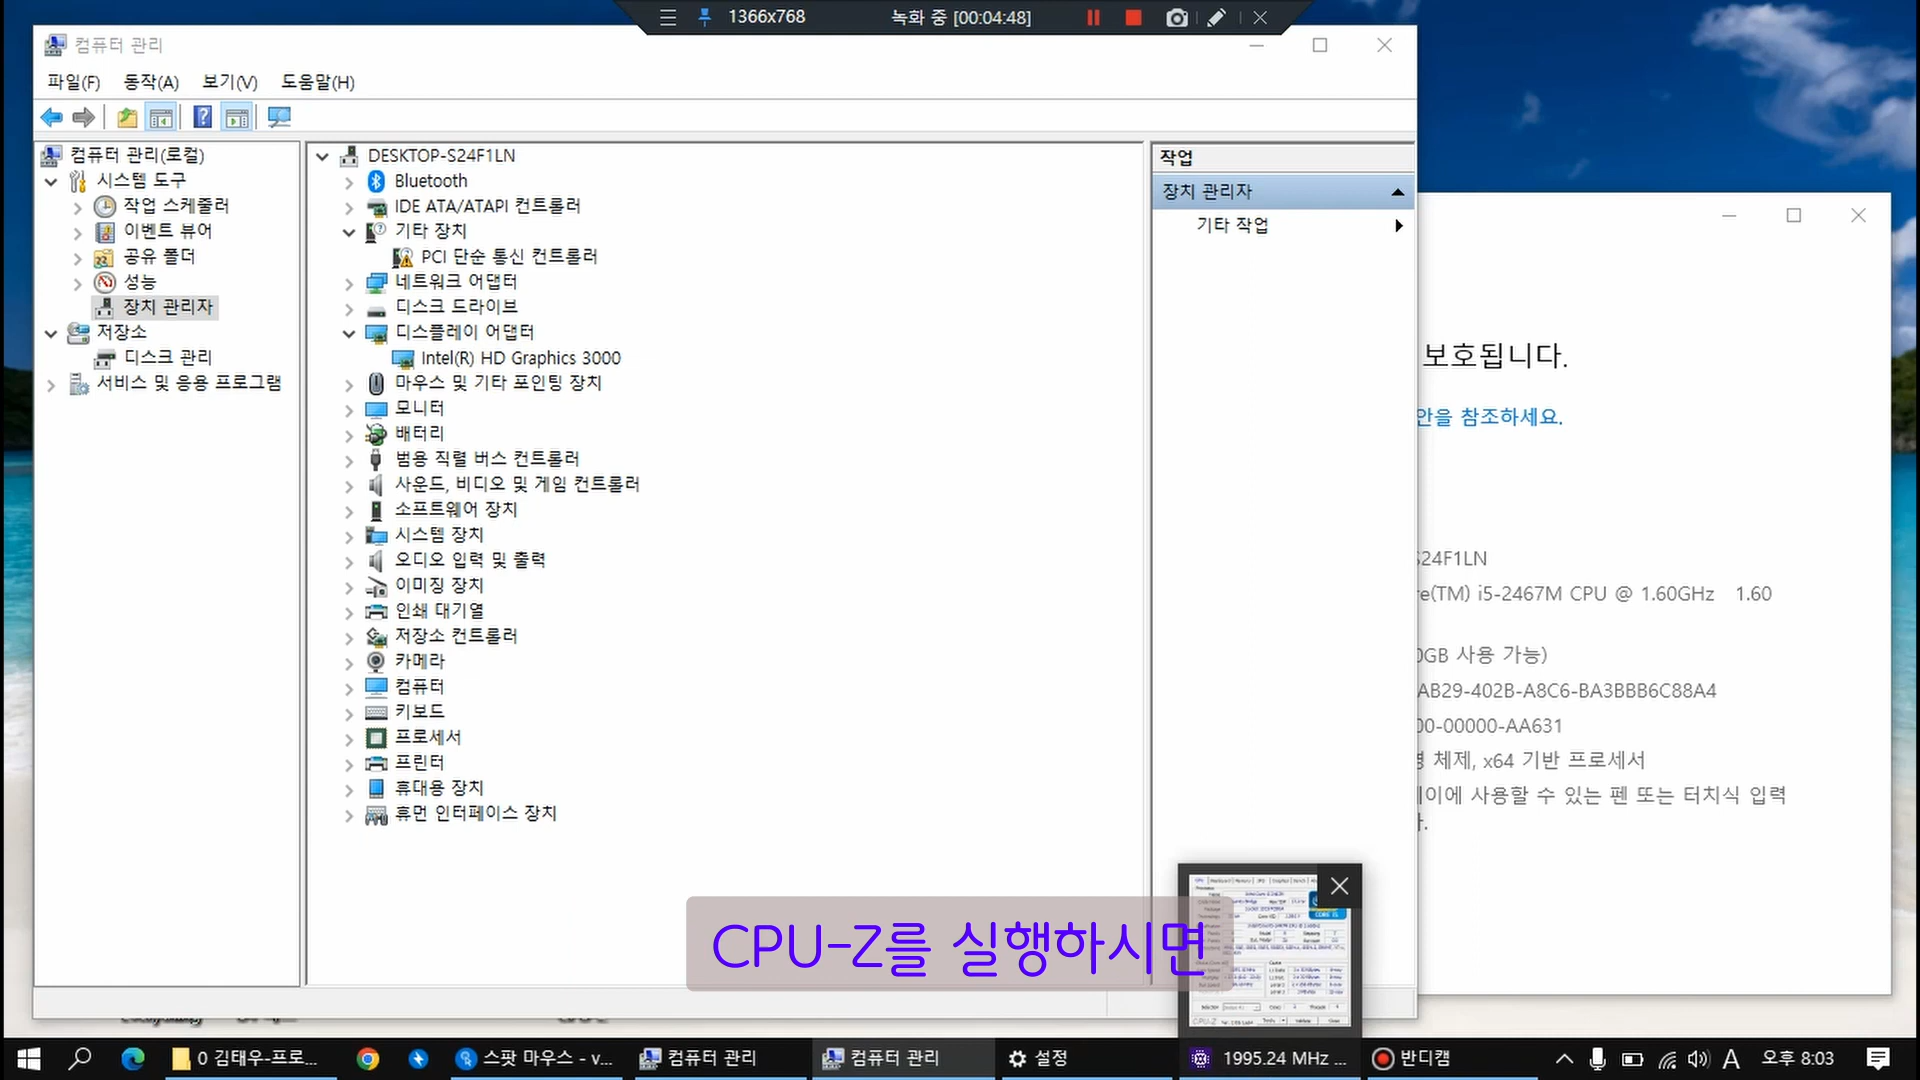 1366x768 녹화 중 [00:04:48]
컴퓨터 관리
파일(F) 동작(A) 보기(V) 도움말(H)
컴퓨터 관리(로컬)
시스템 도구
작업 스케줄러
이벤트 뷰어
공유 폴더
성능
장치 관리자
저장소
디스크 관리
서비스 및 응용 프로그램
DESKTOP-S24F1LN
Bluetooth
IDE ATA/ATAPI 컨트롤러
기타 장치
PCI 단순 통신 컨트롤러
네트워크 어댑터
디스크 드라이브
디스플레이 어댑터
Intel(R) HD Graphics 3000
마우스 및 기타 포인팅 장치
모니터
배터리
범용 직렬 버스 컨트롤러
사운드, 비디오 및 게임 컨트롤러
소프트웨어 장치
시스템 장치
오디오 입력 및 출력
이미징 장치
인쇄 대기열
저장소 컨트롤러
카메라
컴퓨터
키보드
프로세서
프린터
휴대용 장치
휴먼 인터페이스 장치
작업
장치 관리자
기타 작업
보호됩니다.
안을 참조하세요.
S24F1LN
re(TM) i5-2467M CPU @ 1.60GHz 1.60
0GB 사용 가능)
AB29-402B-A8C6-BA3BBB6C88A4
00-00000-AA631
체제, x64 기반 프로세서
레이에 사용할 수 있는 펜 또는 터치식 입력
CPU-Z를 실행하시면
CPU-Z
0 김태우-프로... 스팟 마우스 - v... 컴퓨터 관리 컴퓨터 관리 설정 1995.24 MHz ... 반디캠 A 오후 8:03